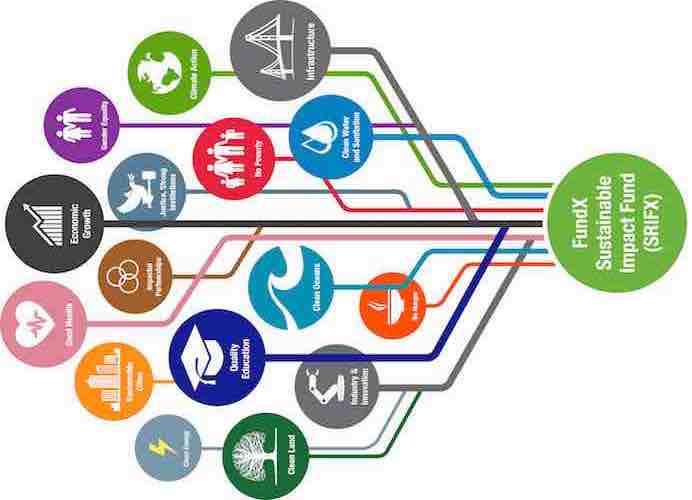 Good Health
Economic
Growth
Gender Equality
Sustainable
Cities
Impactful
Partnerships
Justice, Strong
Institutions
Clean Energy
Climate Action
Quality
Education
No Poverty
Clean Land
Clean Oceans
Infrastructure
Industry &
Innovation
Clean Water
and Sanitation
No Hunger
FundX
Sustainable
Impact Fund
(SRIFX)